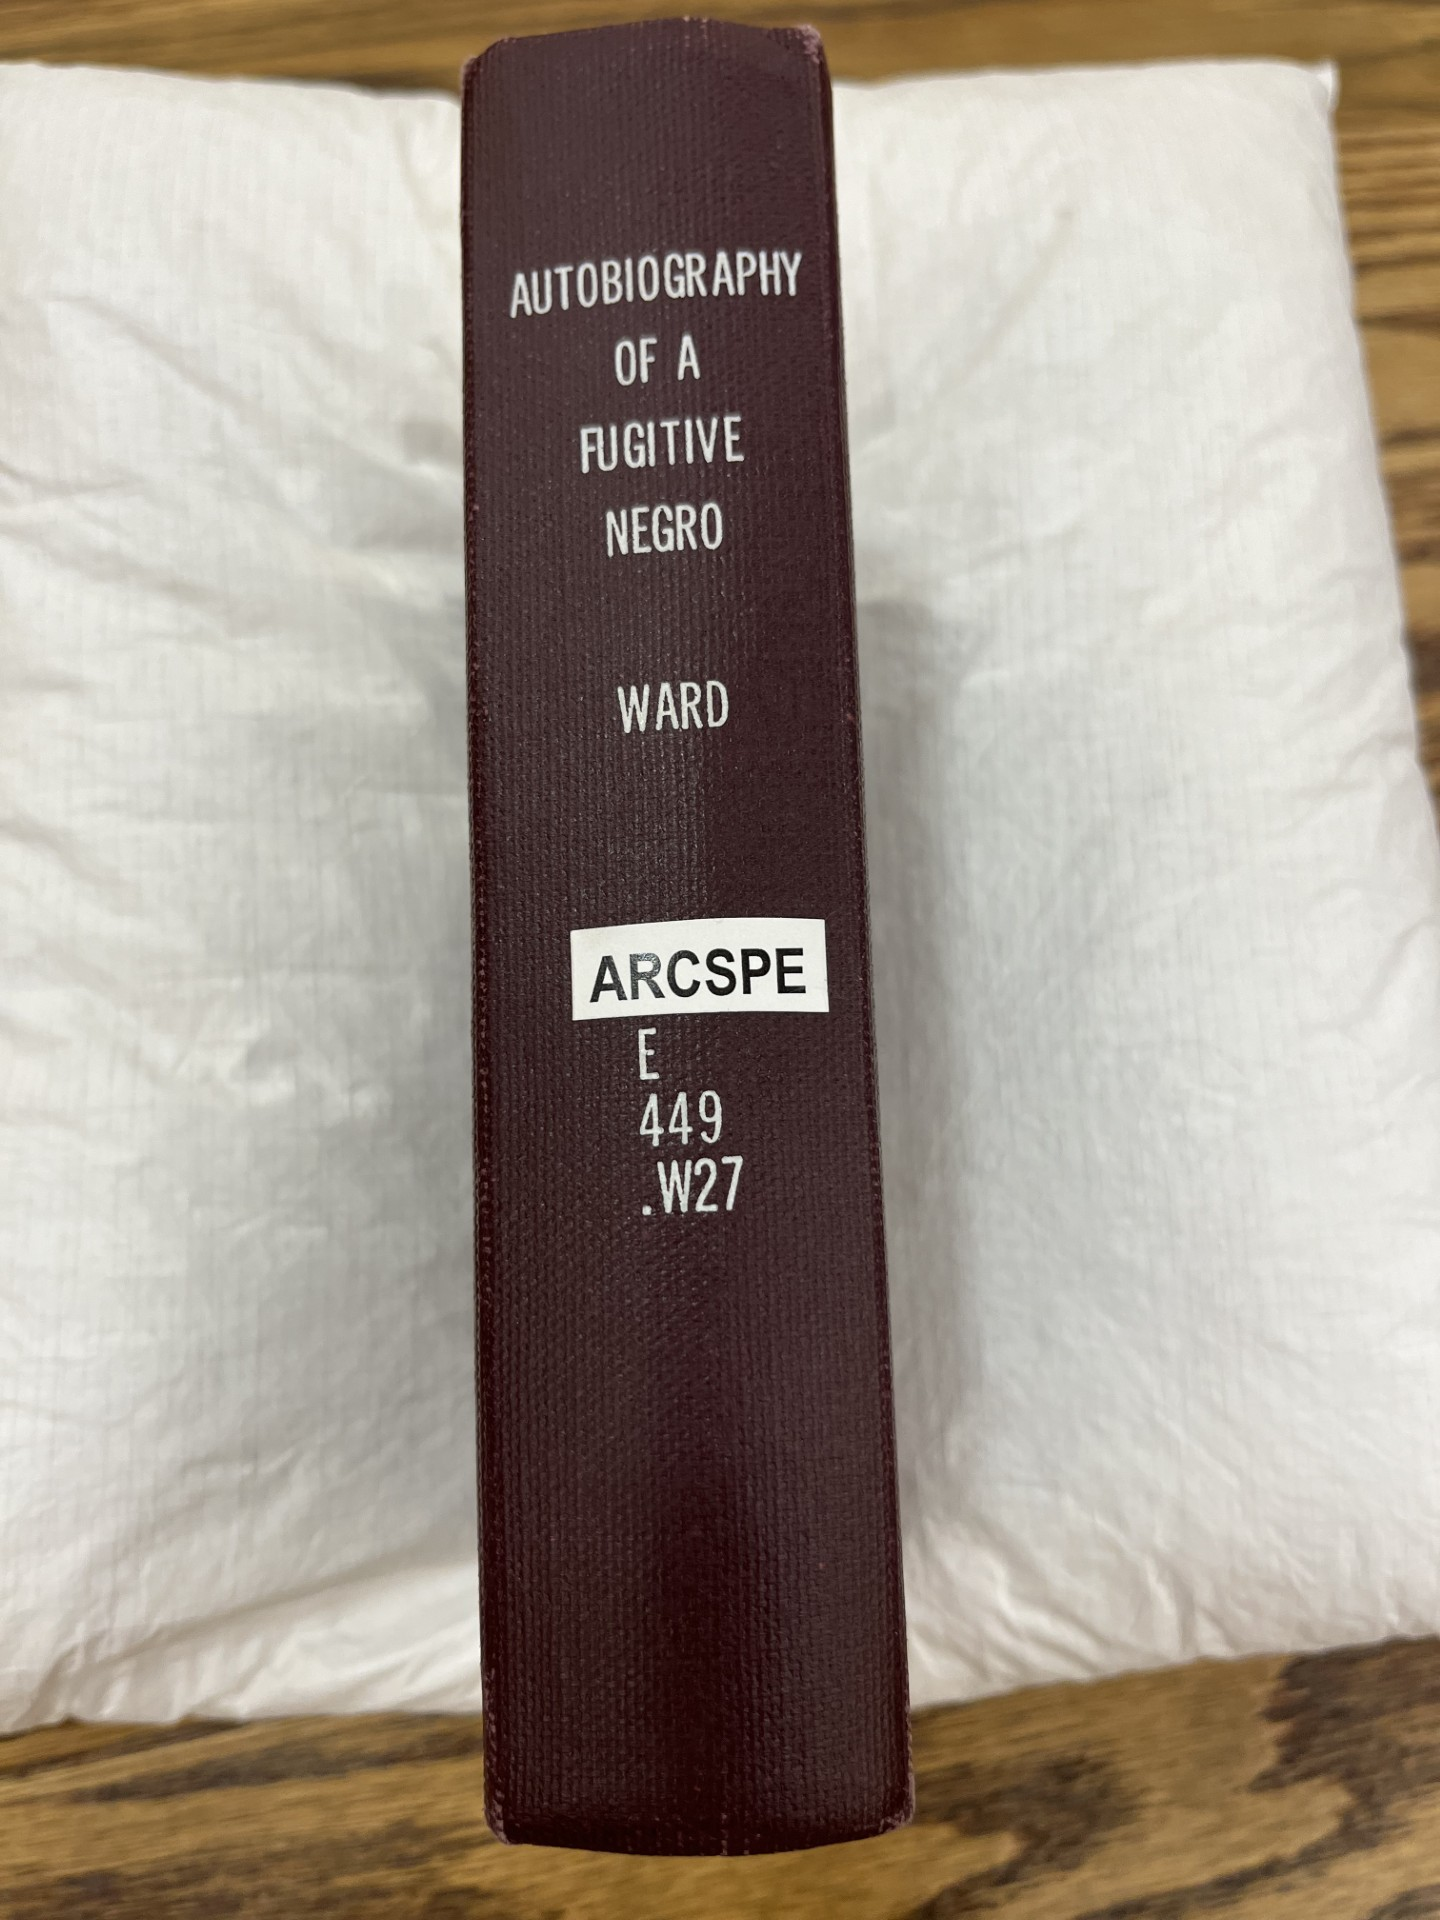 AUTOBIOGRAPHY
OF A
FUGITIVE
NEGRO
WARD
ARCSPE
E
449
.W27